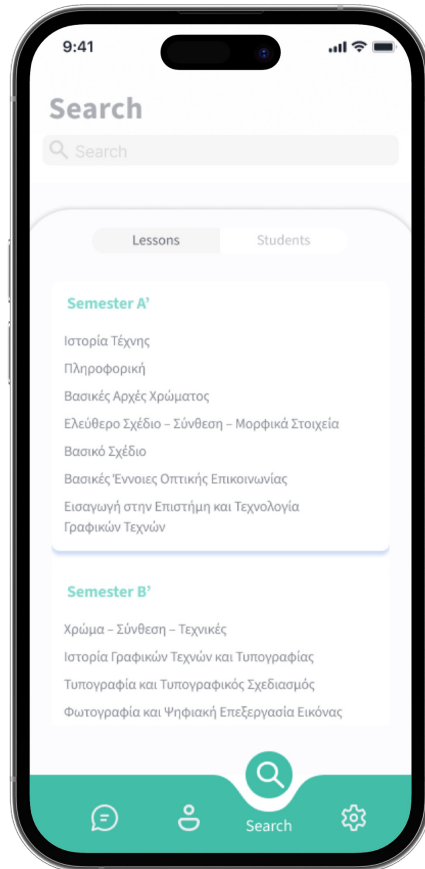 9:41
Search
Search
Lessons Students
Semester A’
Ιστορία Τέχνης
Πληροφορική
Βασικές Αρχές Χρώματος
Ελεύθερο Σχέδιο – Σύνθεση – Μορφικά Στοιχεία
Βασικό Σχέδιο
Βασικές Έννοιες Οπτικής Επικοινωνίας
Εισαγωγή στην Επιστήμη και Τεχνολογία
Γραφικών Τεχνών
Semester B’
Χρώμα – Σύνθεση – Τεχνικές
Ιστορία Γραφικών Τεχνών και Τυπογραφίας
Τυπογραφία και Τυπογραφικός Σχεδιασμός
Φωτογραφία και Ψηφιακή Επεξεργασία Εικόνας
Search